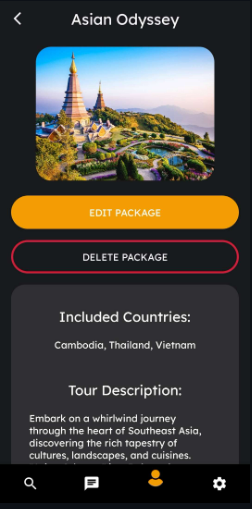 Asian Odyssey
EDIT PACKAGE
DELETE PACKAGE
Included Countries:
Cambodia, Thailand, Vietnam
Tour Description:
Embark on a whirlwind journey
through the heart of Southeast Asia,
discovering the rich tapestry of
cultures, landscapes, and cuisines.